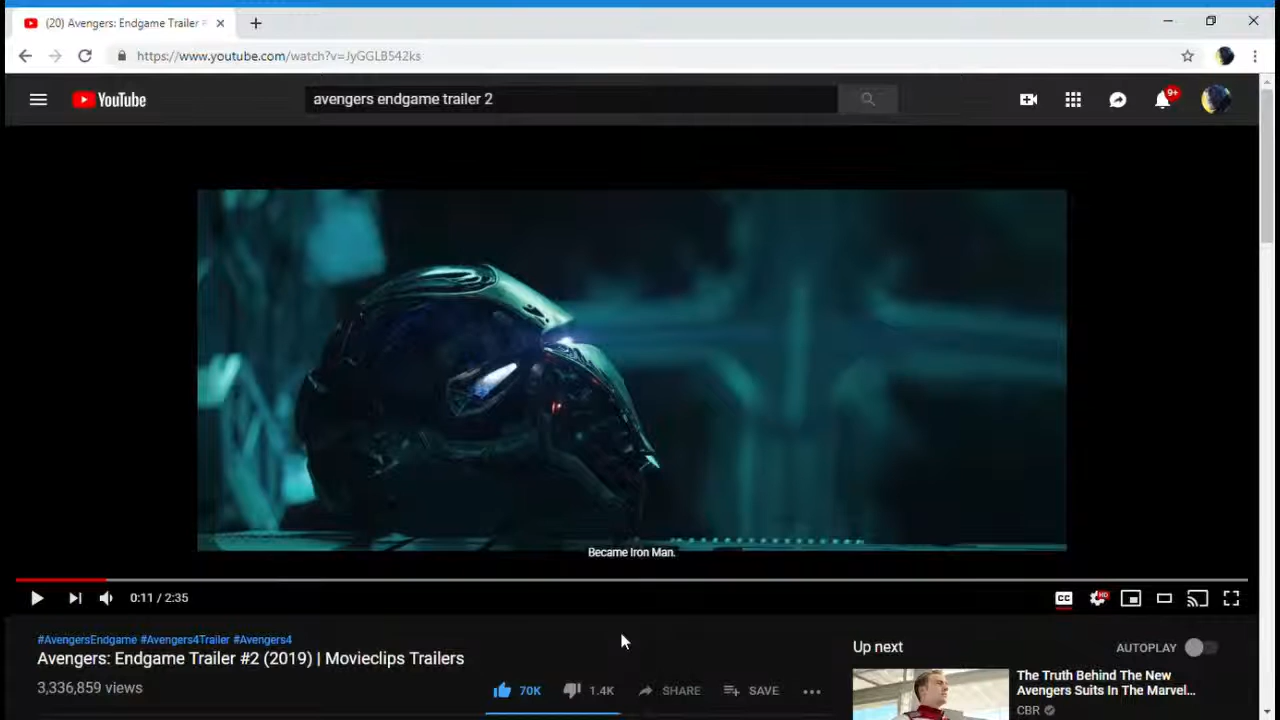 (20) Avengers: Endgame Trailer
https://www.youtube.com/watch?v=JyGGLB542ks
YouTube
avengers endgame trailer 2
9+
Became Iron Man.
0:11 / 2:35
CC
HD
#AvengersEndgame #Avengers4Trailer #Avengers4
Avengers: Endgame Trailer #2 (2019) | Movieclips Trailers
3,336,859 views
70K
1.4K
SHARE
SAVE
Up next
AUTOPLAY
The Truth Behind The New
Avengers Suits In The Marvel...
CBR